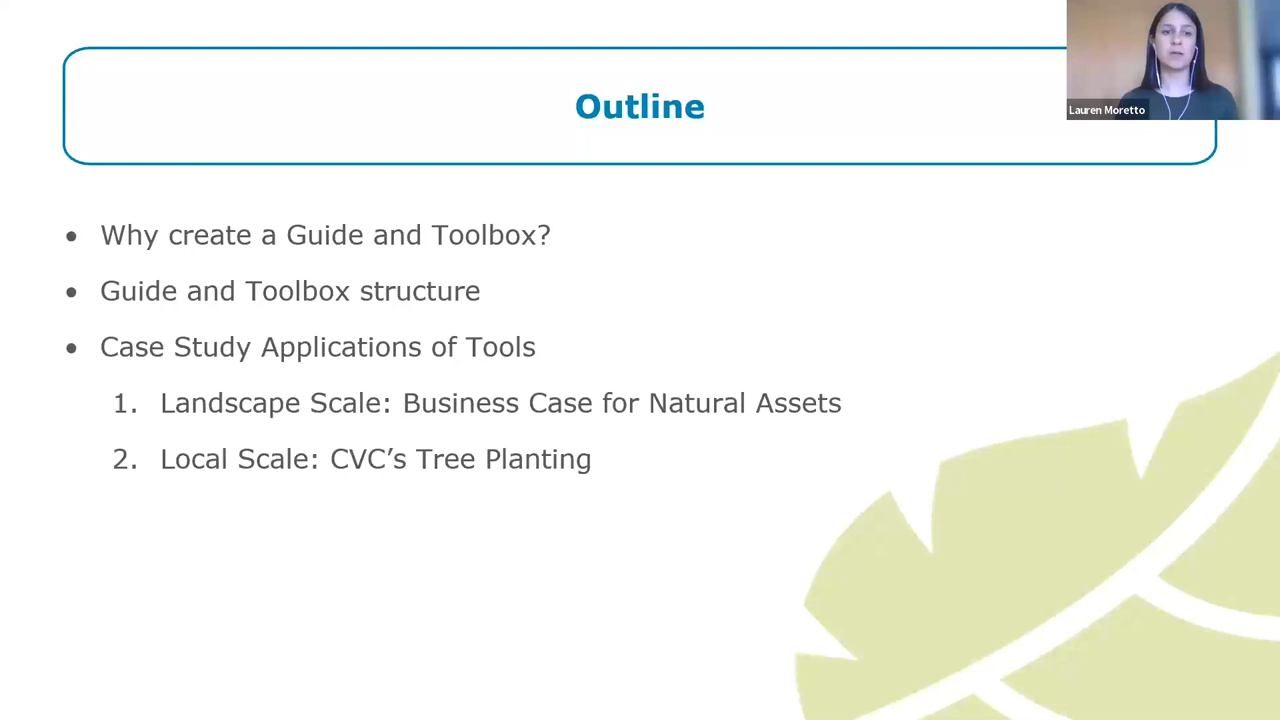 Outline
Lauren Moretto
• Why create a Guide and Toolbox?
• Guide and Toolbox structure
• Case Study Applications of Tools
1. Landscape Scale: Business Case for Natural Assets
2. Local Scale: CVC’s Tree Planting